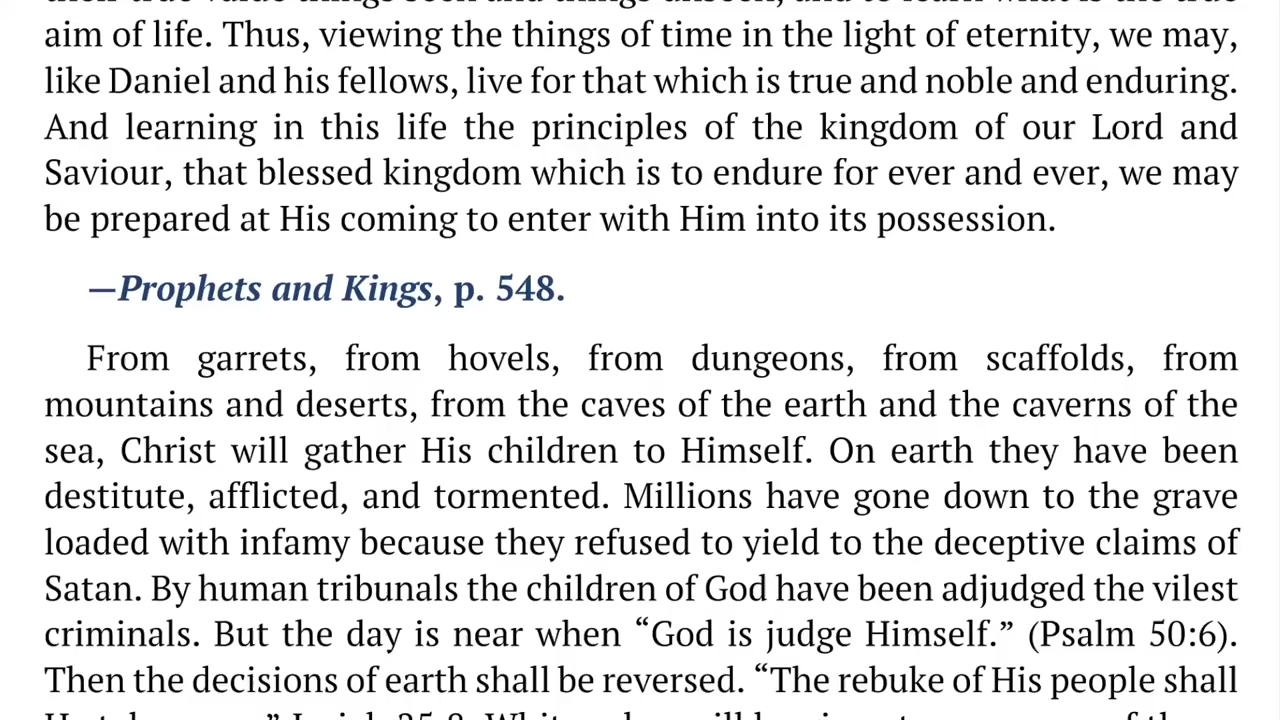 aim of life. Thus, viewing the things of time in the light of eternity, we may,
like Daniel and his fellows, live for that which is true and noble and enduring.
And learning in this life the principles of the kingdom of our Lord and
Saviour, that blessed kingdom which is to endure for ever and ever, we may
be prepared at His coming to enter with Him into its possession.
—Prophets and Kings, p. 548.
From garrets, from hovels, from dungeons, from scaffolds, from
mountains and deserts, from the caves of the earth and the caverns of the
sea, Christ will gather His children to Himself. On earth they have been
destitute, afflicted, and tormented. Millions have gone down to the grave
loaded with infamy because they refused to yield to the deceptive claims of
Satan. By human tribunals the children of God have been adjudged the vilest
criminals. But the day is near when “God is judge Himself.” (Psalm 50:6).
Then the decisions of earth shall be reversed. “The rebuke of His people shall